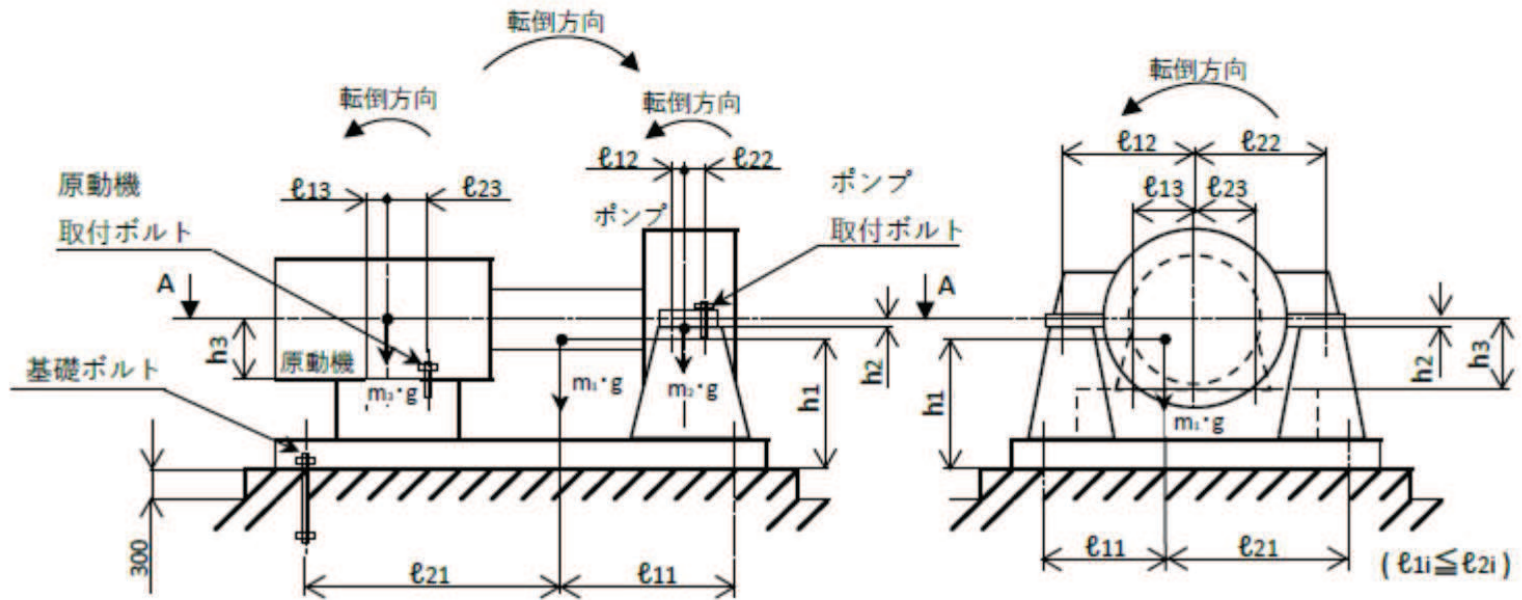 転倒方向
転倒方向
転倒方向
転倒方向
ℓ12
ℓ22
ℓ12
ℓ22
原動機
取付ボルト
ℓ13
ℓ23
ポンプ
ポンプ
取付ボルト
ℓ13
ℓ23
A
A
h3
原動機
基礎ボルト
m₃・g
m₁・g
m₂・g
h2
h1
h1
m₁・g
h2
h3
300
ℓ21
ℓ11
ℓ11
ℓ21
( ℓ1i≦ℓ2i )